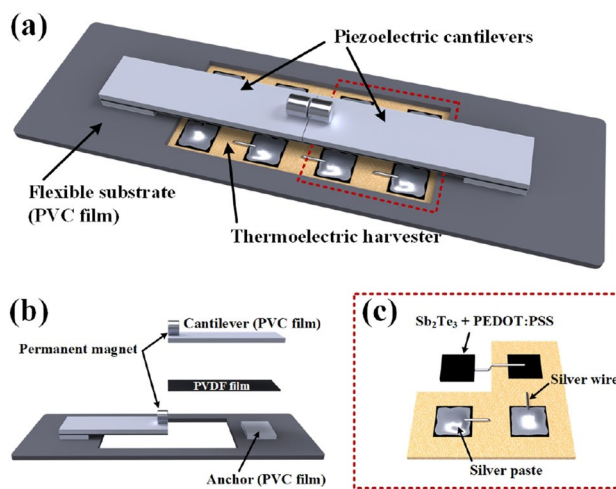 (a)
Piezoelectric cantilevers
Flexible substrate
(PVC film)
Thermoelectric harvester
(b)
Cantilever (PVC film)
Permanent magnet
PVDF film
Anchor (PVC film)
(c)
Sb₂Te₃ + PEDOT:PSS
Silver wire
Silver paste